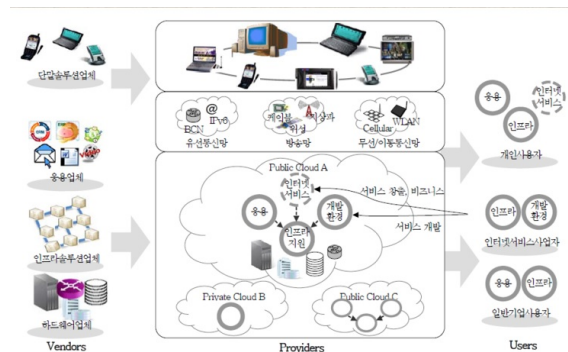 단말솔루션업체
응용업체
인프라솔루션업체
하드웨어업체
Vendors
BCN
@
IPv6
유선통신망
케이블
지상파
위성
방송망
Cellular
WLAN
무선/이동통신망
Public Cloud A
인터넷
서비스
응용
개발
환경
인프라
지원
서비스 창출, 비즈니스
서비스 개발
Private Cloud B
Public Cloud C
Providers
응용
인터넷
서비스
인프라
개인사용자
인프라
개발
환경
인터넷서비스사업자
응용
인프라
일반기업사용자
Users